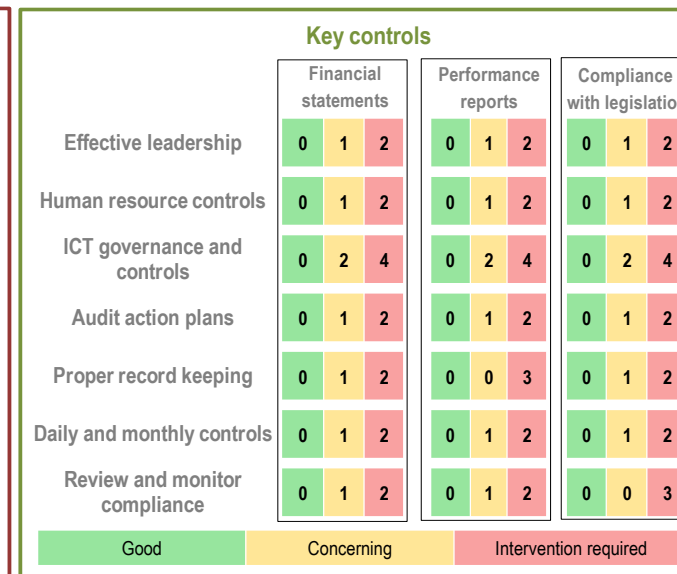 Key controls
Financial statements
Performance reports
Compliance with legislatio
Effective leadership 0 1 2 0 1 2 0 1 2
Human resource controls 0 1 2 0 1 2 0 1 2
ICT governance and controls 0 2 4 0 2 4 0 2 4
Audit action plans 0 1 2 0 1 2 0 1 2
Proper record keeping 0 1 2 0 0 3 0 1 2
Daily and monthly controls 0 1 2 0 1 2 0 1 2
Review and monitor compliance 0 1 2 0 1 2 0 0 3
Good Concerning Intervention required